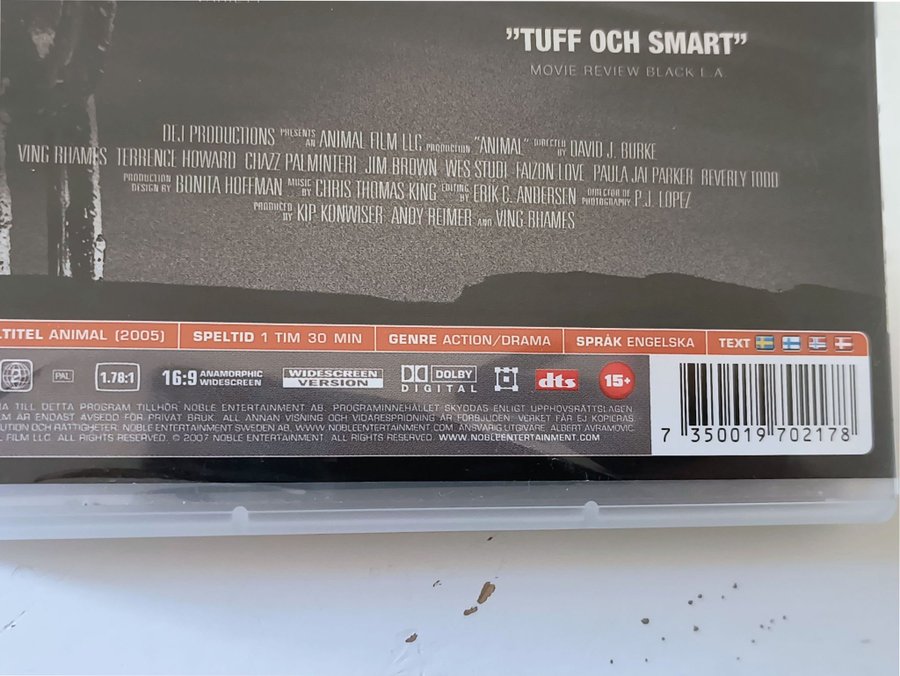 "TUFF OCH SMART"
MOVIE REVIEW BLACK L.A.
DEJ PRODUCTIONS PRESENTS AN ANIMAL FILM LLC PRODUCTION "ANIMAL" DIRECTED BY DAVID J. BURKE
VING RHAMES TERRENCE HOWARD CHAZZ PALMINTERI JIM BROWN WES STUDI FAIZON LOVE PAULA JAI PARKER BEVERLY TODD
PRODUCTION DESIGN BY BONITA HOFFMAN MUSIC BY CHRIS THOMAS KING EDITING BY ERIK C. ANDERSEN DIRECTOR OF PHOTOGRAPHY P.J. LOPEZ
PRODUCED BY KIP KONWISER, ANDY REIMER AND VING RHAMES
LTITEL ANIMAL (2005) SPELTID 1 TIM 30 MIN GENRE ACTION/DRAMA SPRÅK ENGELSKA TEXT
PAL 1.78:1 16:9 ANAMORPHIC WIDESCREEN WIDESCREEN VERSION DOLBY DIGITAL dts 15+
TILL DETTA PROGRAM TILLHÖR NOBLE ENTERTAINMENT AB. PROGRAMINNEHÅLLET SKYDDAS ENLIGT UPPHOVSRÄTTSLAGEN.
LM ÄR ENDAST AVSEDD FÖR PRIVAT BRUK. ALL ANNAN VISNING OCH VIDARESPRIDNING ÄR FÖRBJUDEN. VERKET FÅR EJ KOPIERAS.
UTION OCH RÄTTIGHETER: NOBLE ENTERTAINMENT SWEDEN AB, WWW.NOBLEENTERTAINMENT.COM. ANSVARIG UTGIVARE: ALBERT AVRAMOVIC.
L FILM LLC. ALL RIGHTS RESERVED. © 2007 NOBLE ENTERTAINMENT. ALL RIGHTS RESERVED. WWW.NOBLEENTERTAINMENT.COM
7 350019 702178